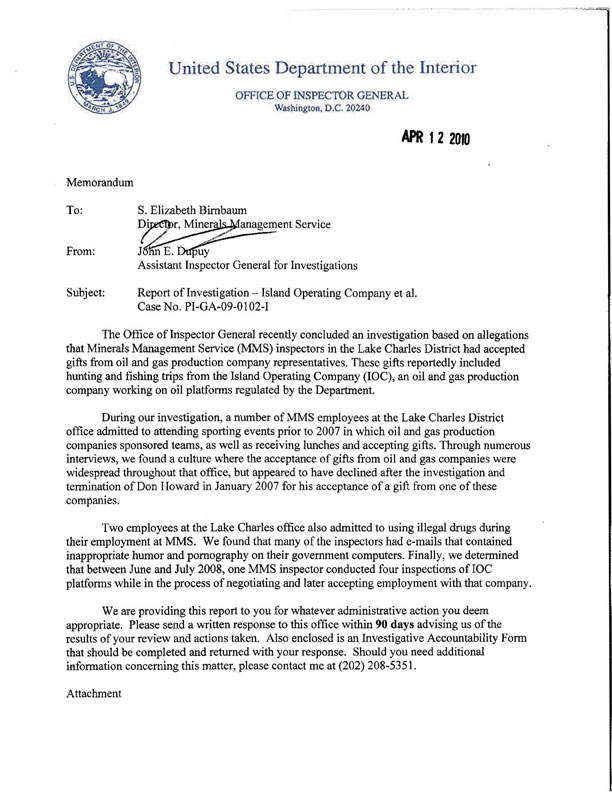 U.S. DEPARTMENT OF THE INTERIOR
MARCH 3, 1849
United States Department of the Interior
OFFICE OF INSPECTOR GENERAL
Washington, D.C. 20240
APR 12 2010
Memorandum
To: S. Elizabeth Birnbaum
Director, Minerals Management Service
From: John E. Dupuy
Assistant Inspector General for Investigations
Subject: Report of Investigation – Island Operating Company et al.
Case No. PI-GA-09-0102-I
The Office of Inspector General recently concluded an investigation based on allegations
that Minerals Management Service (MMS) inspectors in the Lake Charles District had accepted
gifts from oil and gas production company representatives. These gifts reportedly included
hunting and fishing trips from the Island Operating Company (IOC), an oil and gas production
company working on oil platforms regulated by the Department.
During our investigation, a number of MMS employees at the Lake Charles District
office admitted to attending sporting events prior to 2007 in which oil and gas production
companies sponsored teams, as well as receiving lunches and accepting gifts. Through numerous
interviews, we found a culture where the acceptance of gifts from oil and gas companies were
widespread throughout that office, but appeared to have declined after the investigation and
termination of Don Howard in January 2007 for his acceptance of a gift from one of these
companies.
Two employees at the Lake Charles office also admitted to using illegal drugs during
their employment at MMS. We found that many of the inspectors had e-mails that contained
inappropriate humor and pornography on their government computers. Finally, we determined
that between June and July 2008, one MMS inspector conducted four inspections of IOC
platforms while in the process of negotiating and later accepting employment with that company.
We are providing this report to you for whatever administrative action you deem
appropriate. Please send a written response to this office within 90 days advising us of the
results of your review and actions taken. Also enclosed is an Investigative Accountability Form
that should be completed and returned with your response. Should you need additional
information concerning this matter, please contact me at (202) 208-5351.
Attachment